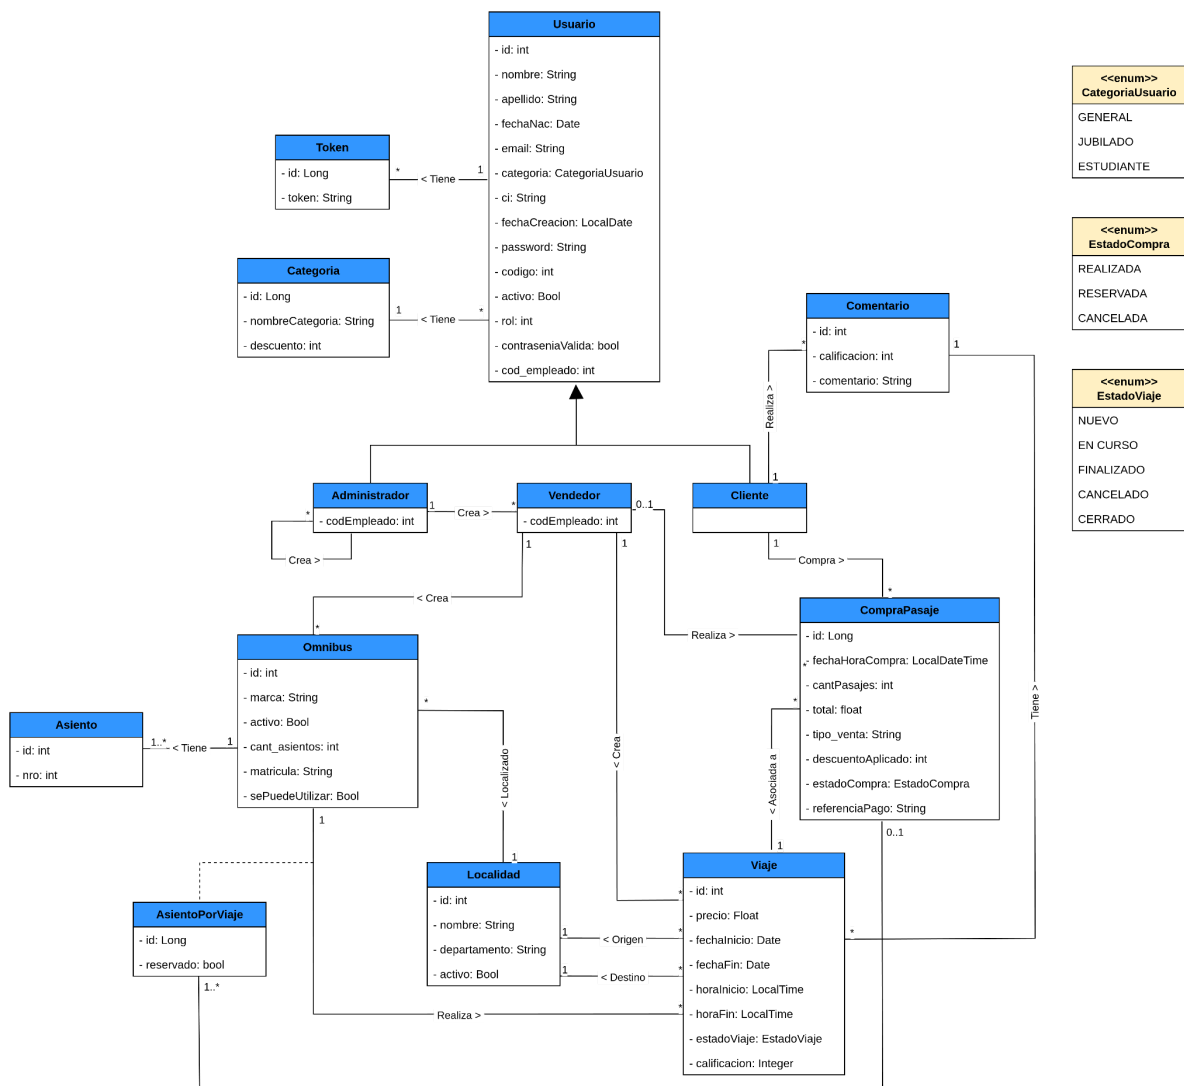 Usuario
- id: int
- nombre: String
- apellido: String
- fechaNac: Date
- email: String
- categoria: CategoriaUsuario
- ci: String
- fechaCreacion: LocalDate
- password: String
- codigo: int
- activo: Bool
- rol: int
- contraseniaValida: bool
- cod_empleado: int
<<enum>>
CategoriaUsuario
GENERAL
JUBILADO
ESTUDIANTE
Token
- id: Long
- token: String
*
< Tiene
1
<<enum>>
EstadoCompra
REALIZADA
RESERVADA
CANCELADA
Categoria
- id: Long
- nombreCategoria: String
- descuento: int
1
< Tiene
*
Comentario
- id: int
- calificacion: int
- comentario: String
*
1
Realiza >
1
<<enum>>
EstadoViaje
NUEVO
EN CURSO
FINALIZADO
CANCELADO
CERRADO
Administrador
- codEmpleado: int
*
Crea >
1
Crea >
*
Vendedor
- codEmpleado: int
0..1
1
1
Cliente
1
Compra >
*
< Crea
*
Realiza >
CompraPasaje
- id: Long
- fechaHoraCompra: LocalDateTime
*
- cantPasajes: int
- total: float
- tipo_venta: String
- descuentoAplicado: int
- estadoCompra: EstadoCompra
- referenciaPago: String
*
0..1
Omnibus
- id: int
- marca: String
- activo: Bool
- cant_asientos: int
- matricula: String
- sePuedeUtilizar: Bool
*
1
Asiento
- id: int
- nro: int
1..*
< Tiene
1
< Localizado
< Crea
< Asociada a
Tiene >
1
1
Localidad
- id: int
- nombre: String
- departamento: String
- activo: Bool
1
< Origen
*
1
< Destino
*
Viaje
- id: int
- precio: Float
- fechaInicio: Date
- fechaFin: Date
- horaInicio: LocalTime
- horaFin: LocalTime
- estadoViaje: EstadoViaje
- calificacion: Integer
*
*
AsientoPorViaje
- id: Long
- reservado: bool
1..*
Realiza >
*